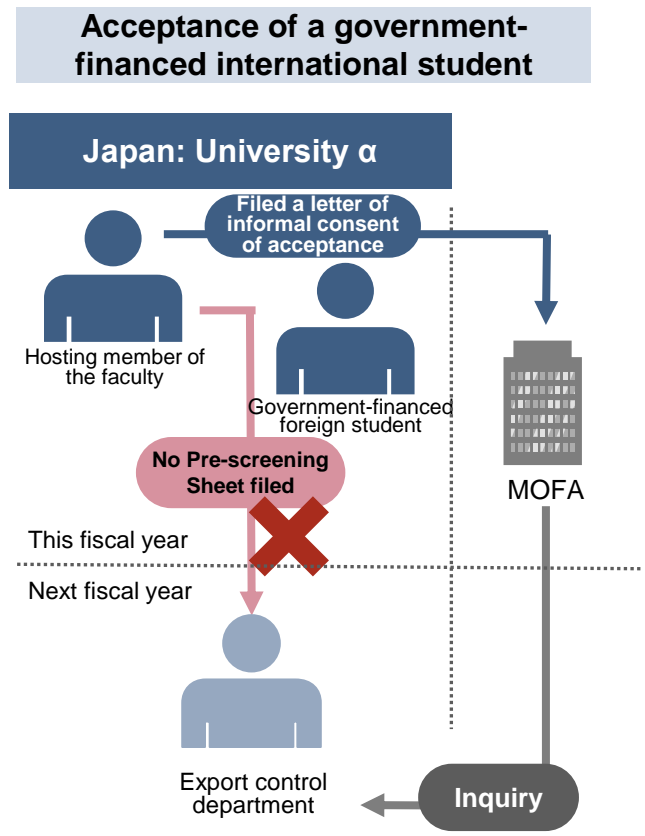 Acceptance of a government-
financed international student
Japan: University α
Filed a letter of
informal consent
of acceptance
Hosting member of
the faculty
Government-financed
foreign student
No Pre-screening
Sheet filed
MOFA
This fiscal year
Next fiscal year
Export control
department
Inquiry